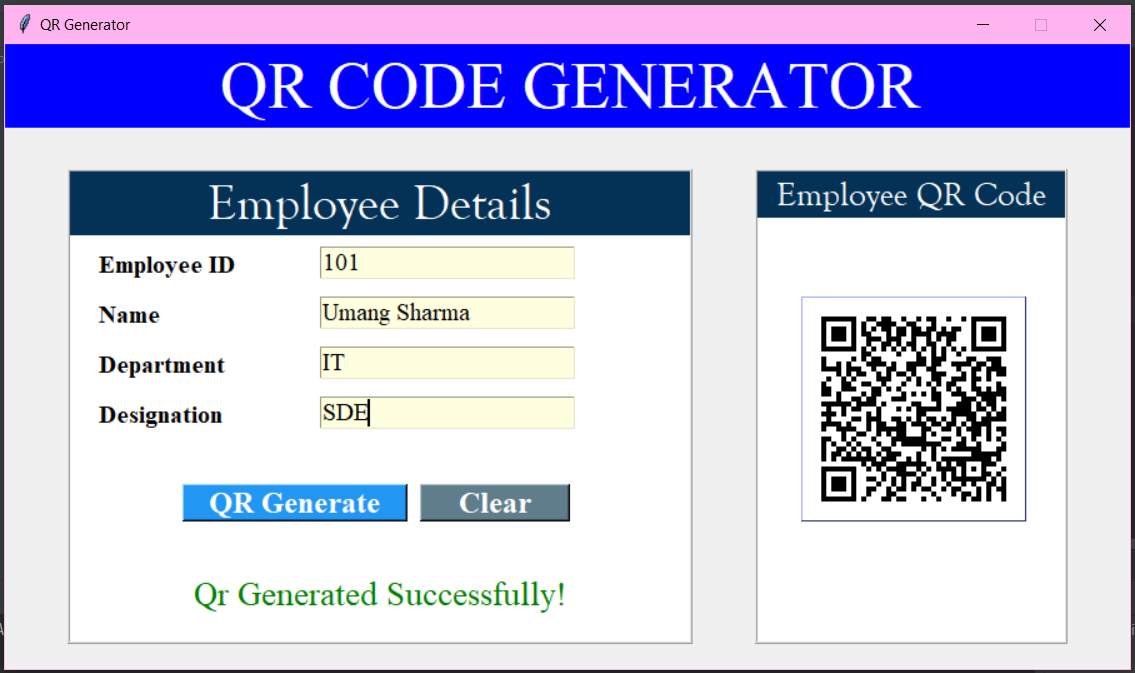 QR Generator
QR CODE GENERATOR
Employee Details
Employee ID 101
Name Umang Sharma
Department IT
Designation SDE
QR Generate Clear
Qr Generated Successfully!
Employee QR Code